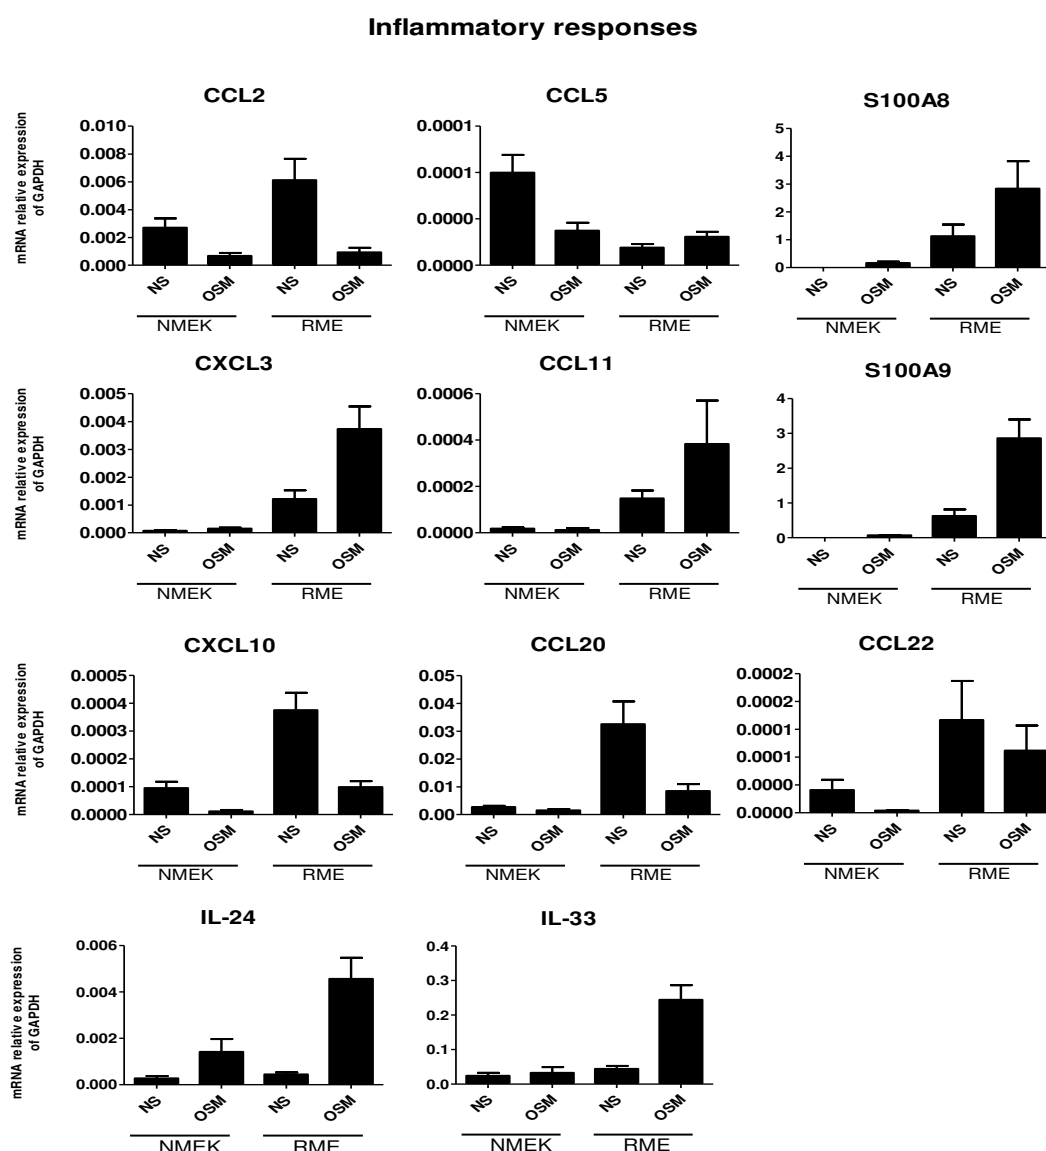 Inflammatory responses
CCL2
mRNA relative expression
of GAPDH
0.010
0.008
0.006
0.004
0.002
0.000
NS
OSM
NS
OSM
NMEK
RME
CCL5
0.0001
0.0001
0.0000
0.0000
NS
OSM
NS
OSM
NMEK
RME
S100A8
5
4
3
2
1
0
NS
OSM
NS
OSM
NMEK
RME
CXCL3
mRNA relative expression
of GAPDH
0.005
0.004
0.003
0.002
0.001
0.000
NS
OSM
NS
OSM
NMEK
RME
CCL11
0.0006
0.0004
0.0002
0.0000
NS
OSM
NS
OSM
NMEK
RME
S100A9
4
3
2
1
0
NS
OSM
NS
OSM
NMEK
RME
CXCL10
mRNA relative expression
of GAPDH
0.0005
0.0004
0.0003
0.0002
0.0001
0.0000
NS
OSM
NS
OSM
NMEK
RME
CCL20
0.05
0.04
0.03
0.02
0.01
0.00
NS
OSM
NS
OSM
NMEK
RME
CCL22
0.0002
0.0001
0.0001
0.0001
0.0000
0.0000
NS
OSM
NS
OSM
NMEK
RME
IL-24
mRNA relative expression
of GAPDH
0.006
0.004
0.002
0.000
NS
OSM
NS
OSM
NMEK
RME
IL-33
0.4
0.3
0.2
0.1
0.0
NS
OSM
NS
OSM
NMEK
RME